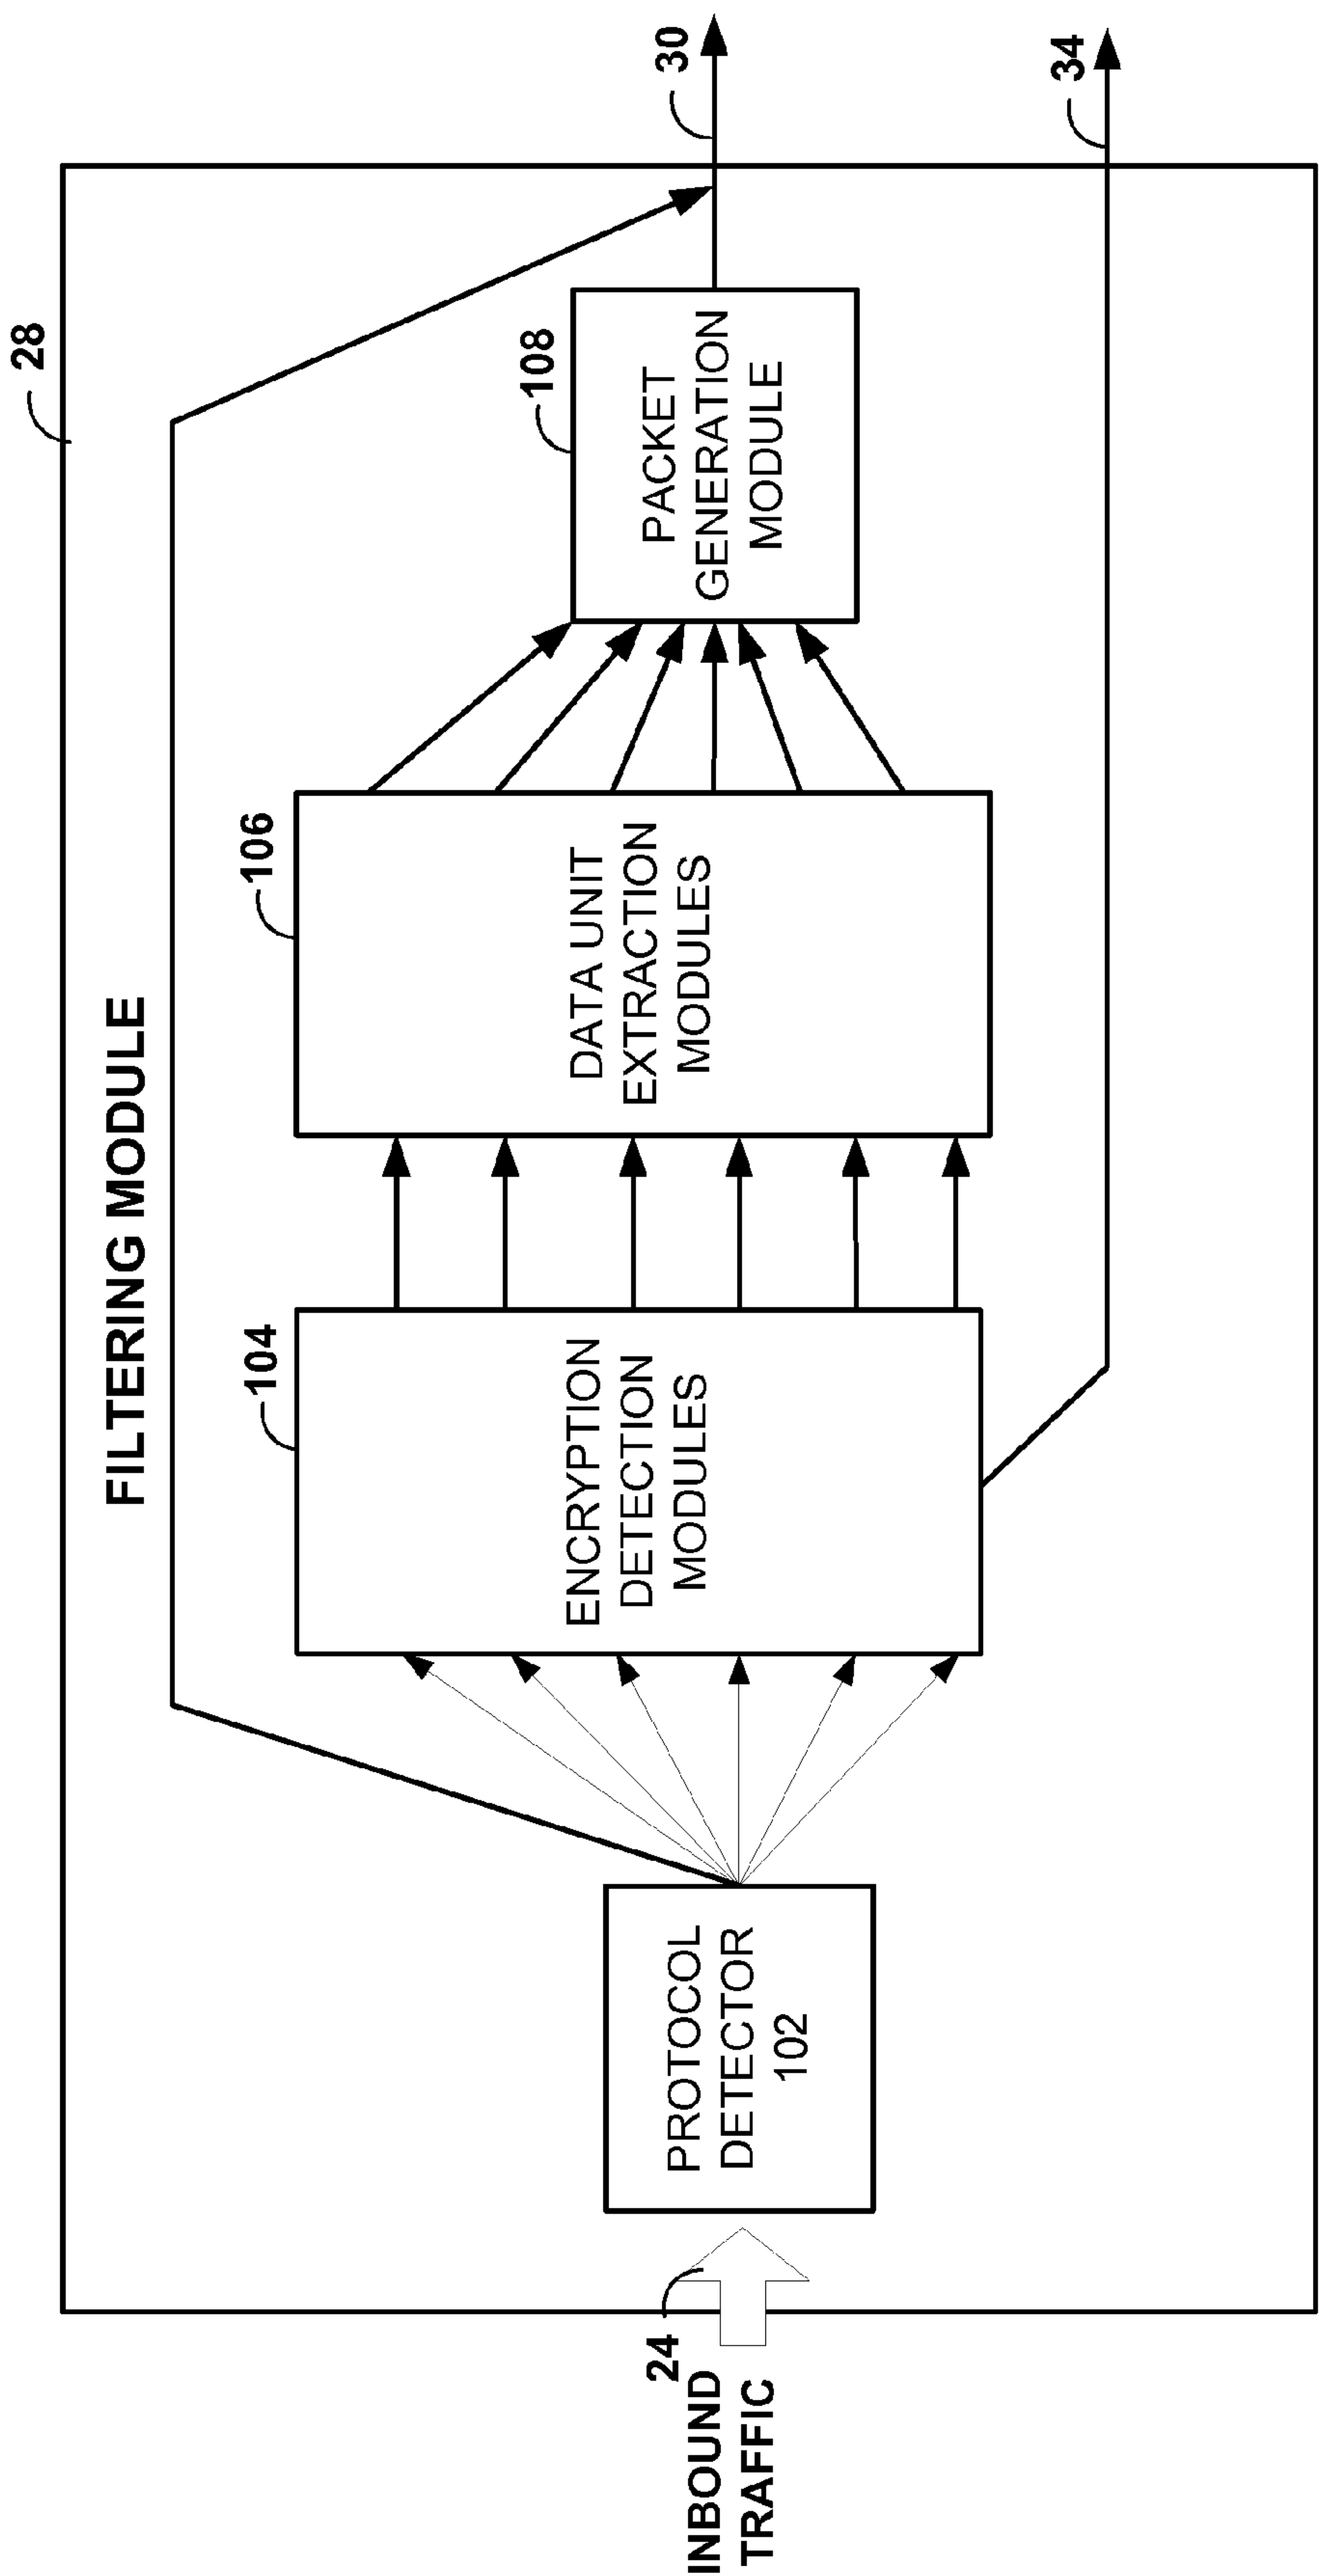 28
FILTERING MODULE
30
34
24
INBOUND
TRAFFIC
PROTOCOL
DETECTOR
102
104
ENCRYPTION
DETECTION
MODULES
106
DATA UNIT
EXTRACTION
MODULES
108
PACKET
GENERATION
MODULE